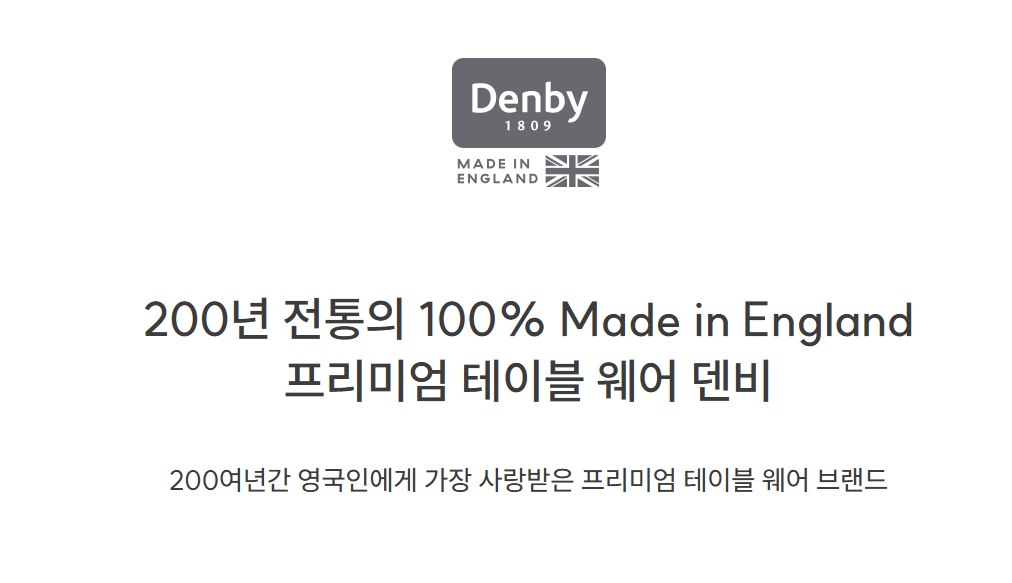 Denby
1809
MADE IN
ENGLAND
200년 전통의 100% Made in England
프리미엄 테이블 웨어 덴비
200여년간 영국인에게 가장 사랑받은 프리미엄 테이블 웨어 브랜드